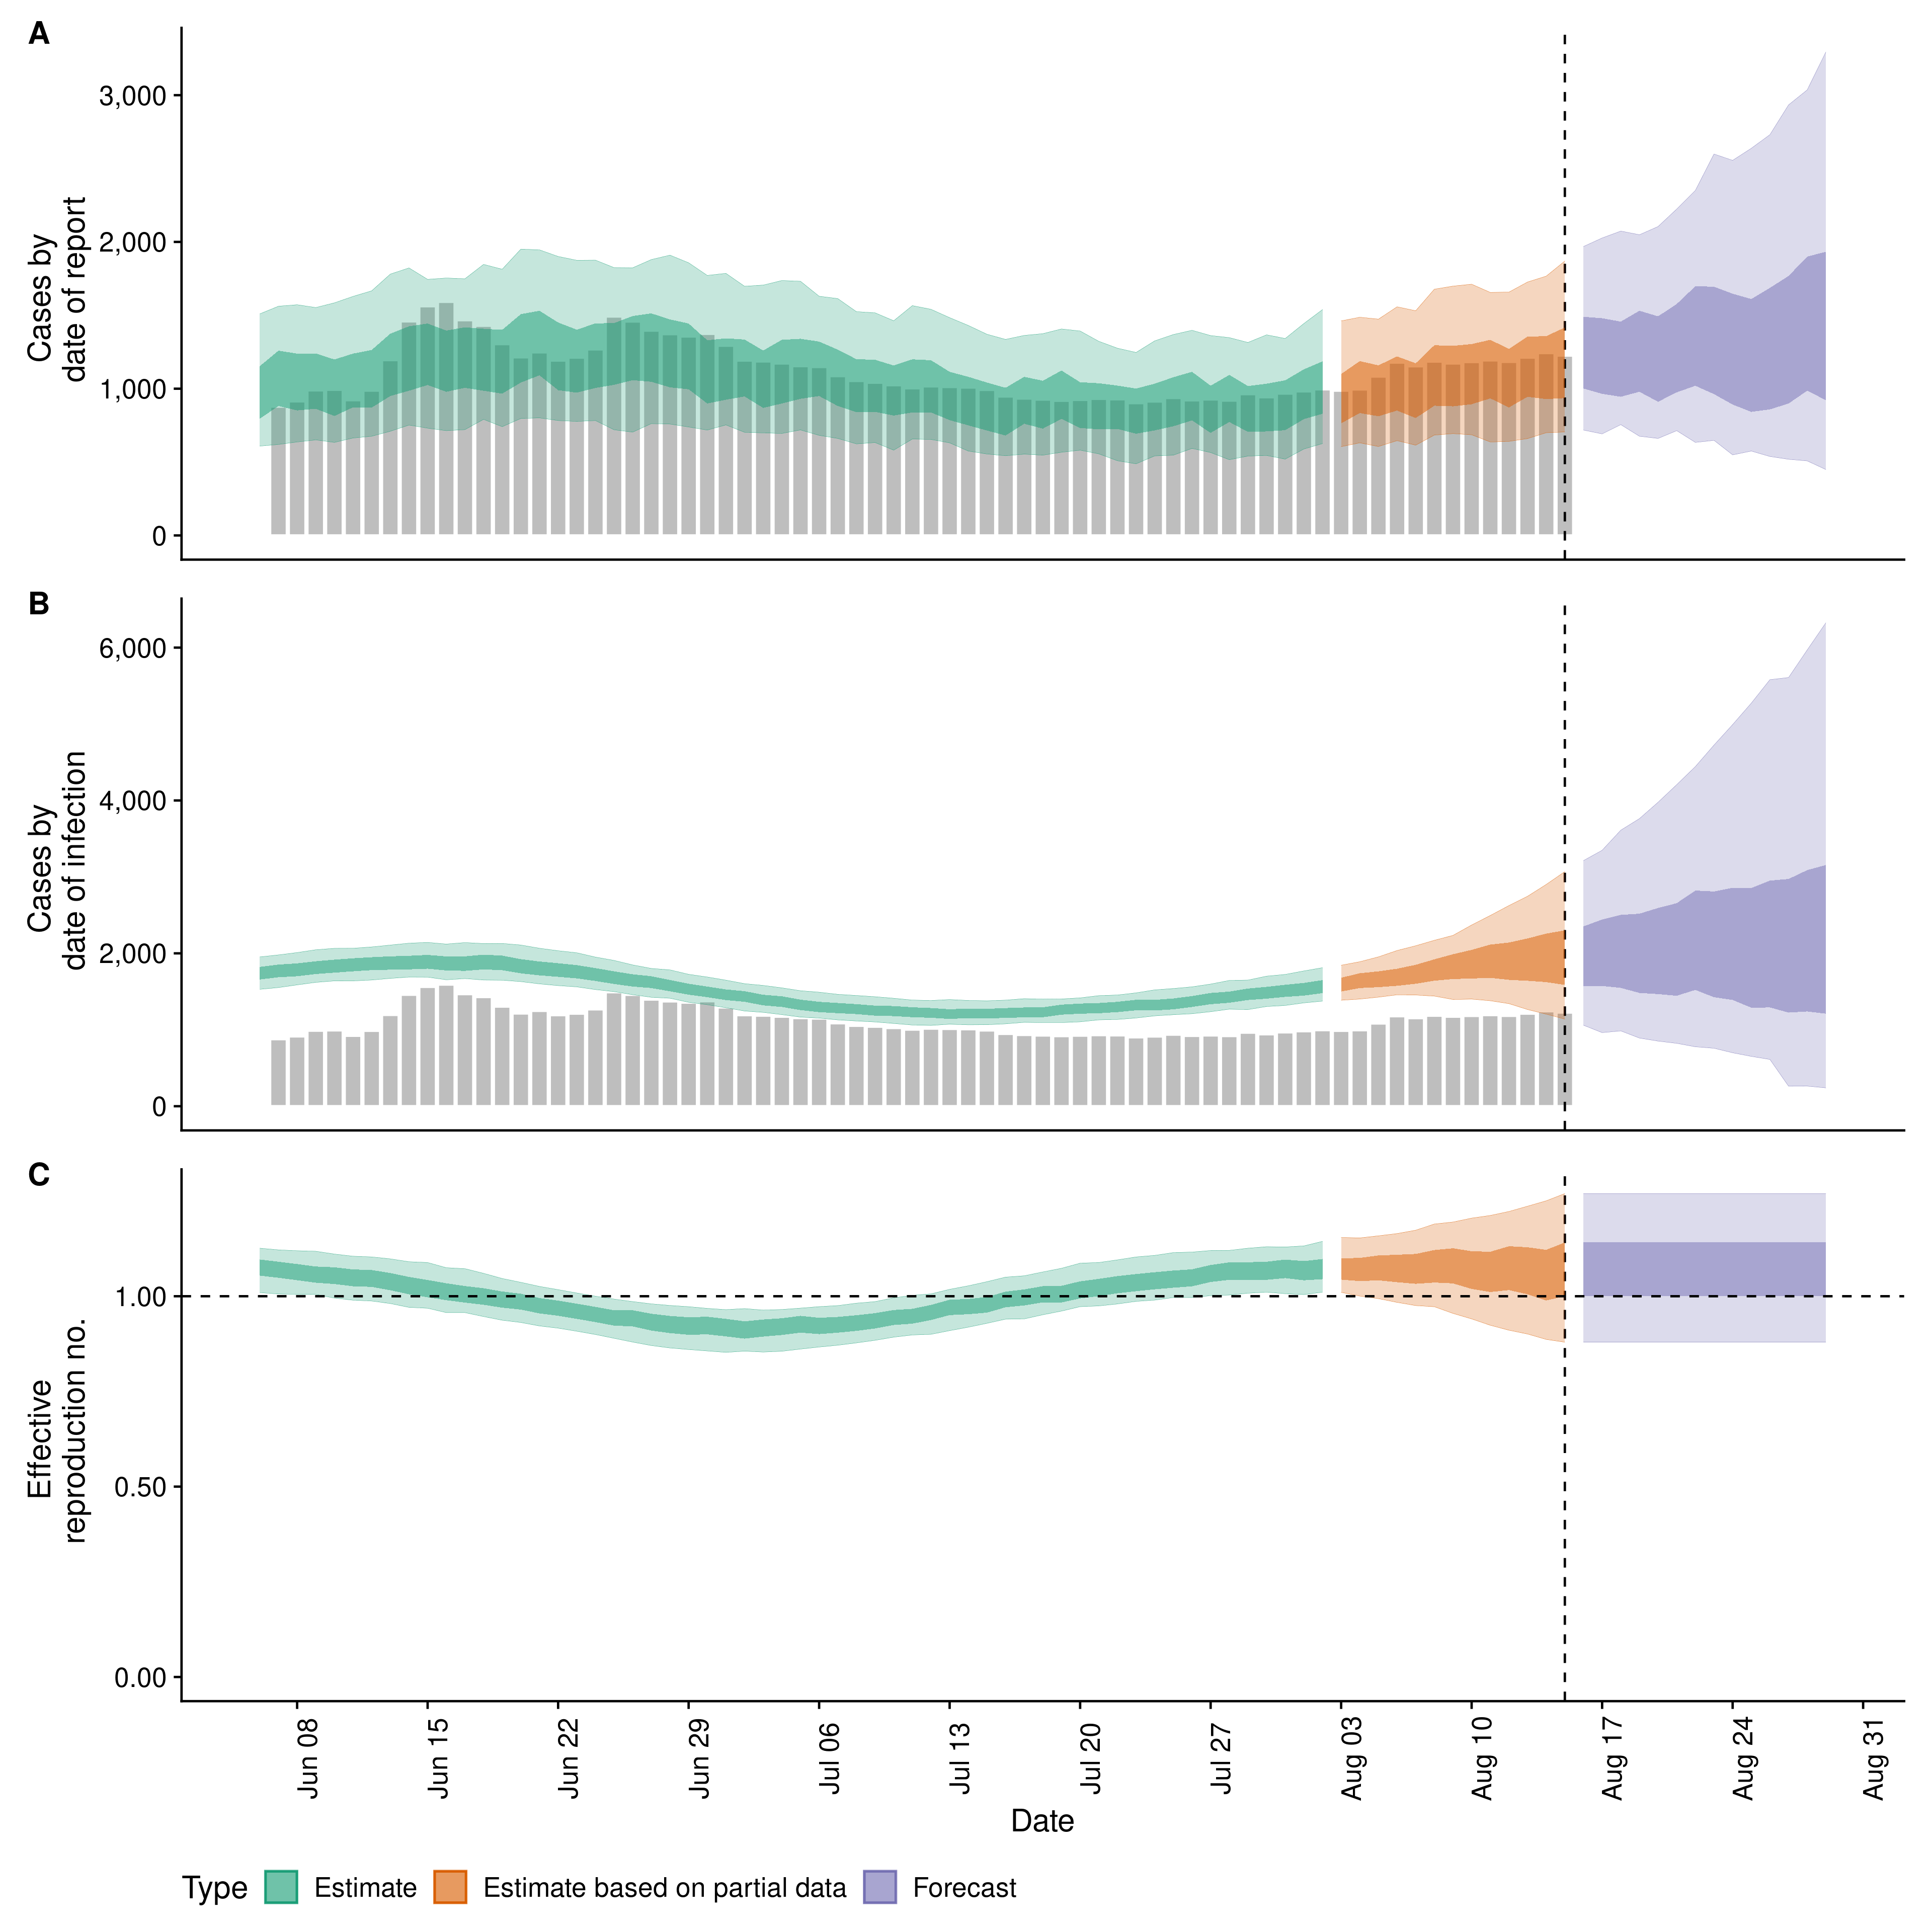 A
Cases by
date of report
3,000
2,000
1,000
0
B
Cases by
date of infection
6,000
4,000
2,000
0
C
Effective
reproduction no.
1.00
0.50
0.00
Jun 08
Jun 15
Jun 22
Jun 29
Jul 06
Jul 13
Jul 20
Jul 27
Aug 03
Aug 10
Aug 17
Aug 24
Aug 31
Date
Type Estimate Estimate based on partial data Forecast